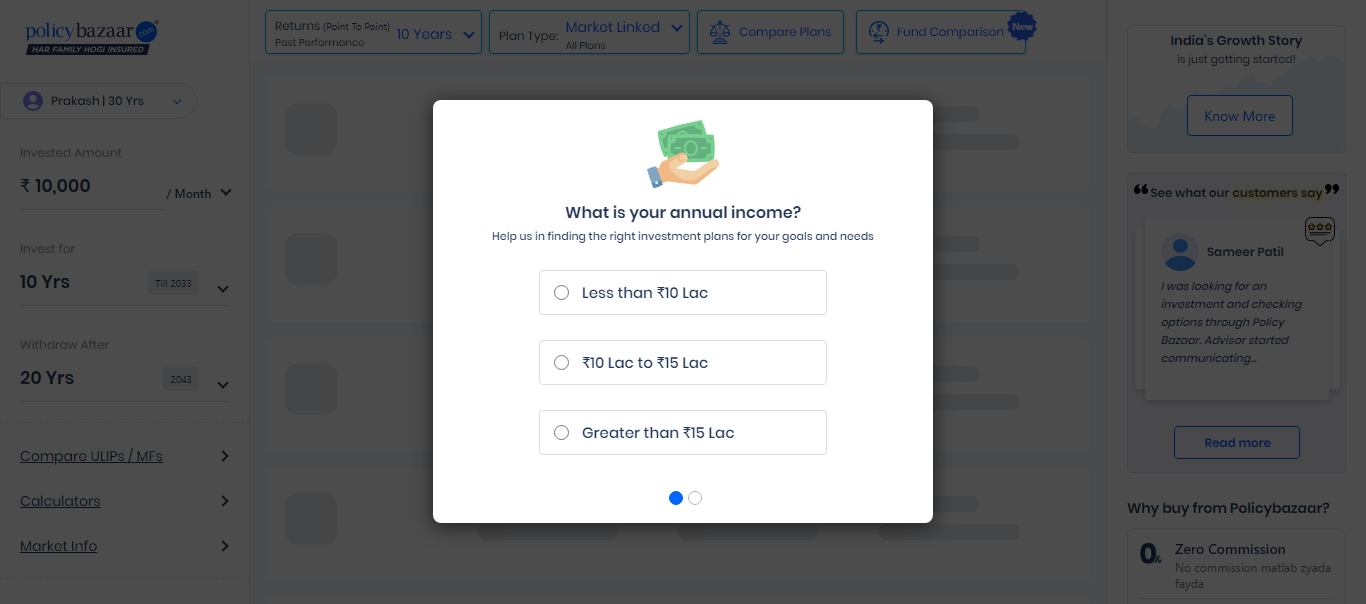 policybazaar.com
HAR FAMILY HOGI INSURED
Prakash | 30 Yrs
Invested Amount
₹ 10,000
/ Month
Invest for
10 Yrs
Till 2033
Withdraw After
20 Yrs
2043
Compare ULIPs / MFs
Calculators
Market Info
Returns (Point To Point)
Past Performance
10 Years
Plan Type:
Market Linked
All Plans
Compare Plans
Fund Comparison
New
What is your annual income?
Help us in finding the right investment plans for your goals and needs
Less than ₹10 Lac
₹10 Lac to ₹15 Lac
Greater than ₹15 Lac
India's Growth Story
is just getting started!
Know More
❝ See what our customers say ❞
Sameer Patil
I was looking for an
investment and checking
options through Policy
Bazaar. Advisor started
communicating...
Read more
Why buy from Policybazaar?
0%
Zero Commission
No commission matlab zyada
fayda